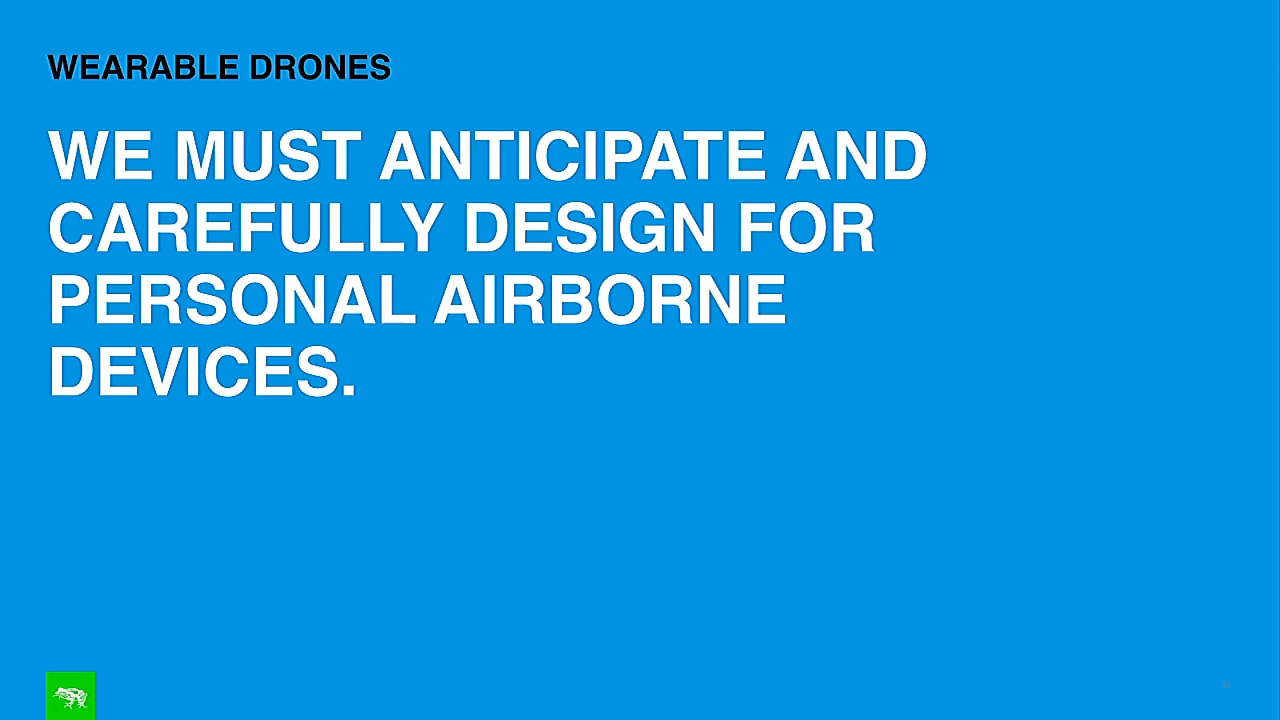 WEARABLE DRONES
WE MUST ANTICIPATE AND
CAREFULLY DESIGN FOR
PERSONAL AIRBORNE
DEVICES.